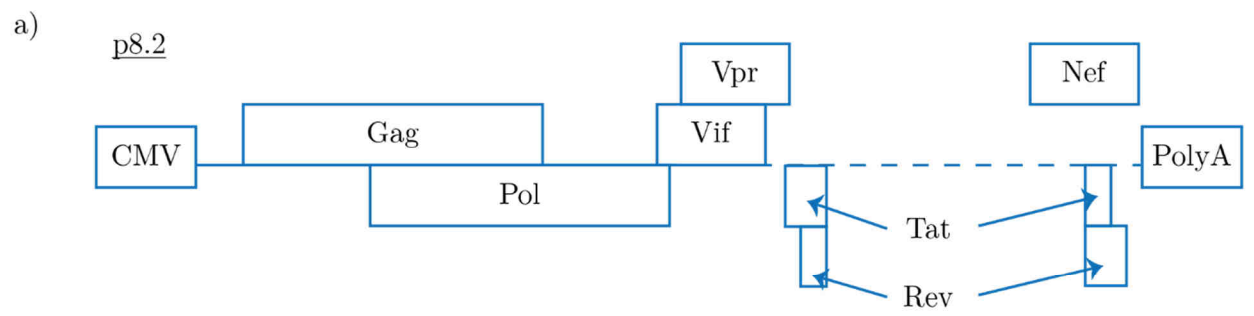 a)
p8.2
Vpr
Nef
Gag
Vif
CMV
PolyA
Pol
Tat
Rev